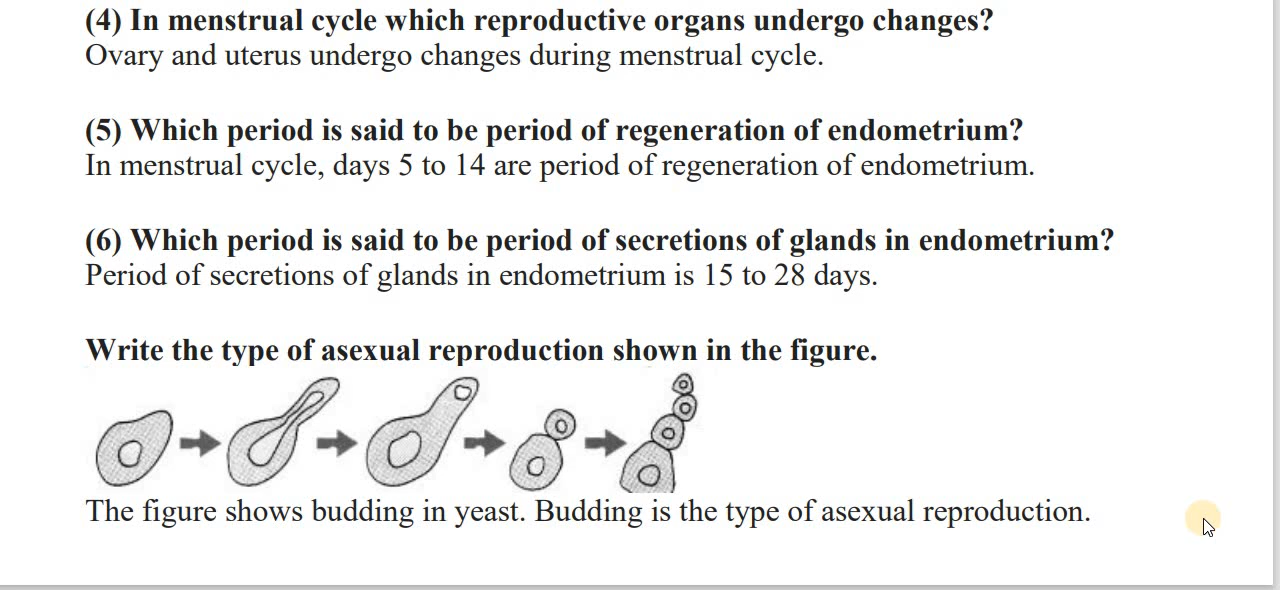 (4) In menstrual cycle which reproductive organs undergo changes?
Ovary and uterus undergo changes during menstrual cycle.
(5) Which period is said to be period of regeneration of endometrium?
In menstrual cycle, days 5 to 14 are period of regeneration of endometrium.
(6) Which period is said to be period of secretions of glands in endometrium?
Period of secretions of glands in endometrium is 15 to 28 days.
Write the type of asexual reproduction shown in the figure.
The figure shows budding in yeast. Budding is the type of asexual reproduction.